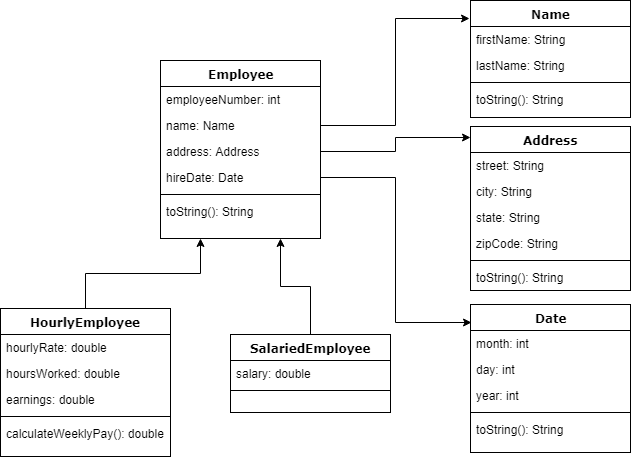 Employee
employeeNumber: int
name: Name
address: Address
hireDate: Date
toString(): String
Name
firstName: String
lastName: String
toString(): String
Address
street: String
city: String
state: String
zipCode: String
toString(): String
Date
month: int
day: int
year: int
toString(): String
HourlyEmployee
hourlyRate: double
hoursWorked: double
earnings: double
calculateWeeklyPay(): double
SalariedEmployee
salary: double